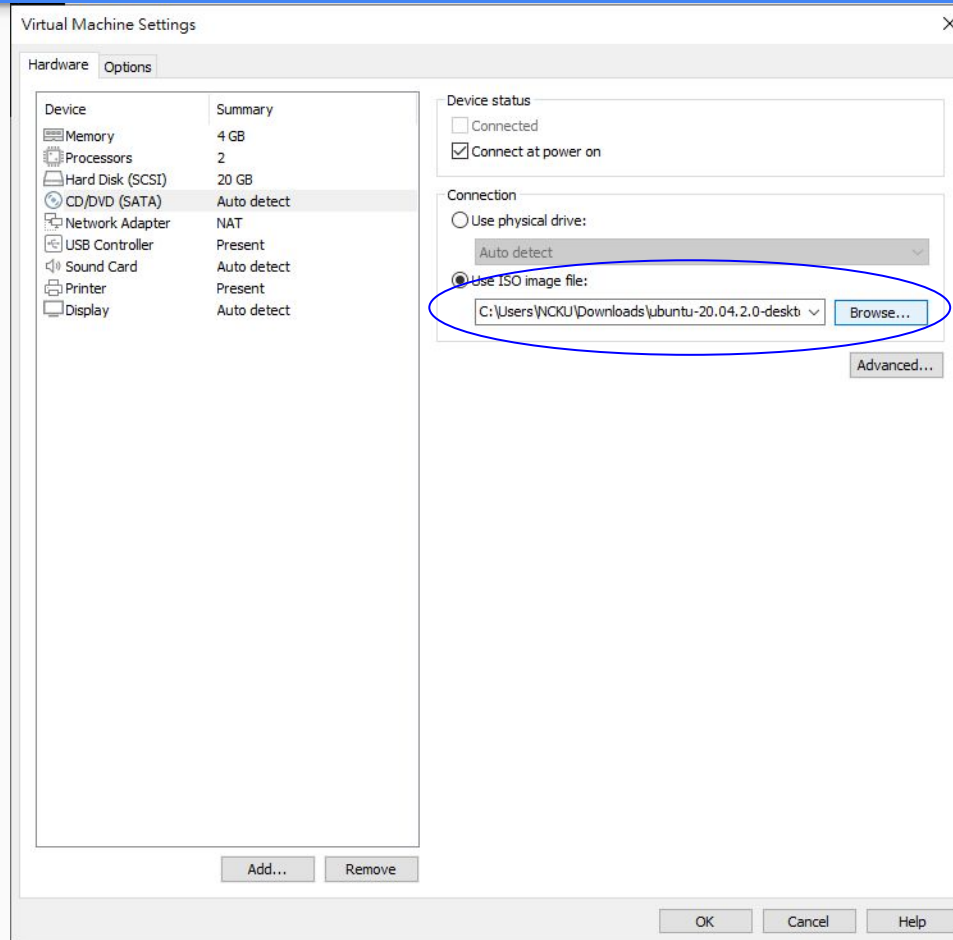 Virtual Machine Settings
Hardware Options
Device Summary
Memory 4 GB
Processors 2
Hard Disk (SCSI) 20 GB
CD/DVD (SATA) Auto detect
Network Adapter NAT
USB Controller Present
Sound Card Auto detect
Printer Present
Display Auto detect
Add... Remove
Device status
Connected
Connect at power on
Connection
Use physical drive:
Auto detect
Use ISO image file:
C:\Users\NCKU\Downloads\ubuntu-20.04.2.0-deskt Browse...
Advanced...
OK Cancel Help